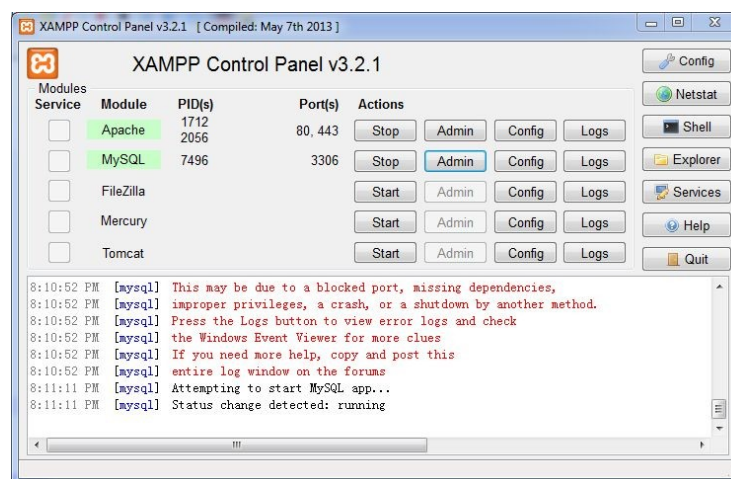 XAMPP Control Panel v3.2.1 [ Compiled: May 7th 2013 ]
XAMPP Control Panel v3.2.1
Config
Modules
Service Module PID(s) Port(s) Actions
Netstat
Apache 1712 2056 80, 443 Stop Admin Config Logs
Shell
MySQL 7496 3306 Stop Admin Config Logs
Explorer
FileZilla Start Admin Config Logs
Services
Mercury Start Admin Config Logs
Help
Tomcat Start Admin Config Logs
Quit
8:10:52 PM [mysql] This may be due to a blocked port, missing dependencies,
8:10:52 PM [mysql] improper privileges, a crash, or a shutdown by another method.
8:10:52 PM [mysql] Press the Logs button to view error logs and check
8:10:52 PM [mysql] the Windows Event Viewer for more clues
8:10:52 PM [mysql] If you need more help, copy and post this
8:10:52 PM [mysql] entire log window on the forums
8:11:11 PM [mysql] Attempting to start MySQL app...
8:11:11 PM [mysql] Status change detected: running